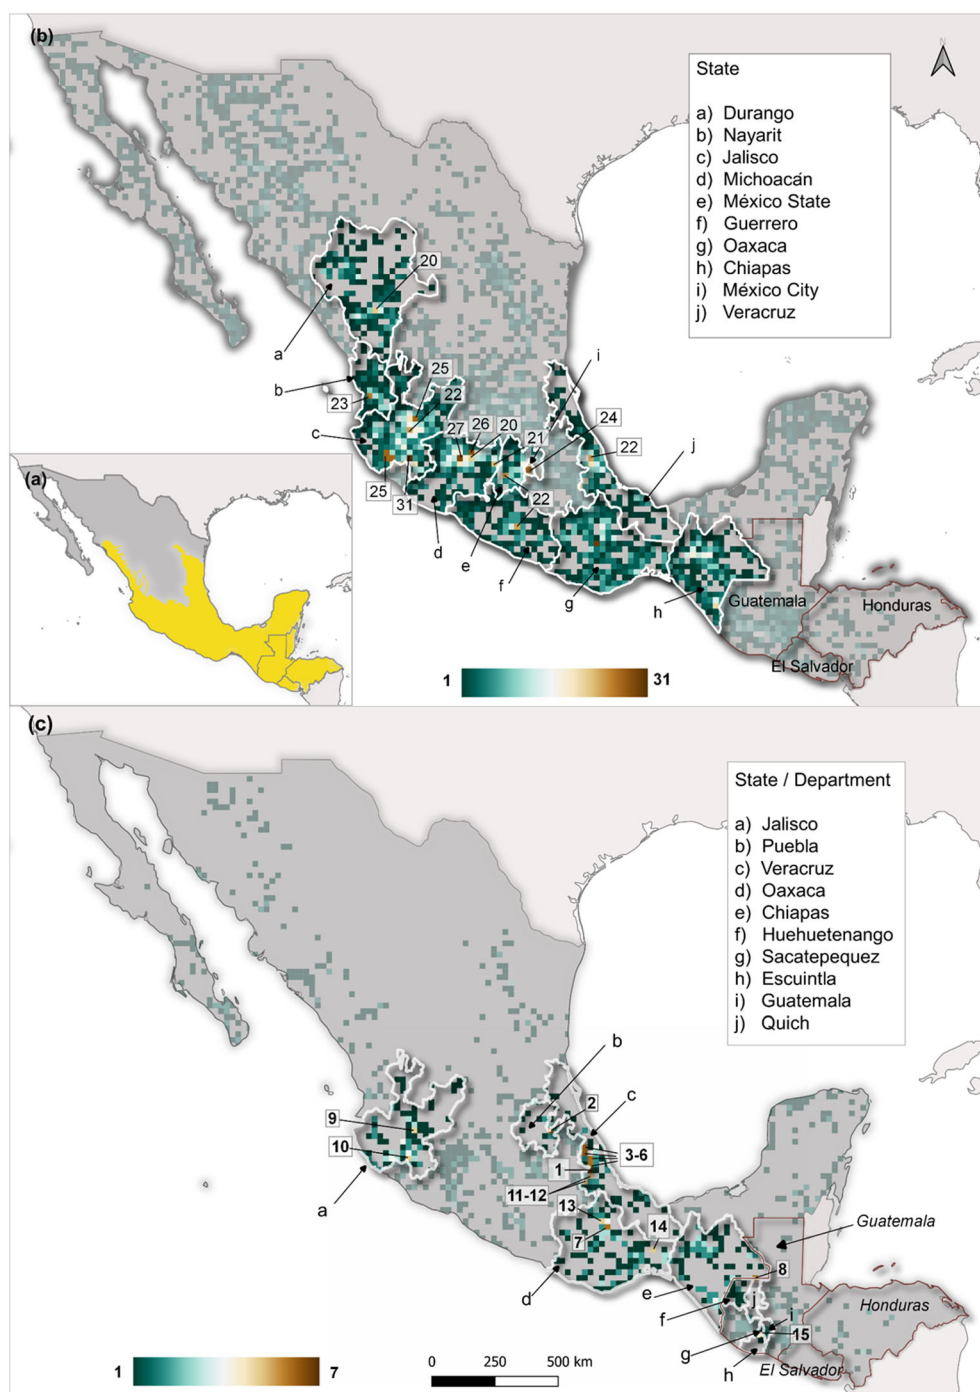 (b)
N
State
a) Durango
b) Nayarit
c) Jalisco
d) Michoacán
e) México State
f) Guerrero
g) Oaxaca
h) Chiapas
i) México City
j) Veracruz
20
a
i
b
25
22
24
23
26
20
21
27
22
j
c
(a)
25
31
22
d
e
f
g
h
Guatemala
Honduras
El Salvador
1
31
(c)
State / Department
a) Jalisco
b) Puebla
c) Veracruz
d) Oaxaca
e) Chiapas
f) Huehuetenango
g) Sacatepequez
h) Escuintla
i) Guatemala
j) Quich
b
2
c
9
10
3-6
1
11-12
a
13
14
7
Guatemala
8
d
e
j
f
i
Honduras
15
g
h
El Salvador
1
7
0 250 500 km